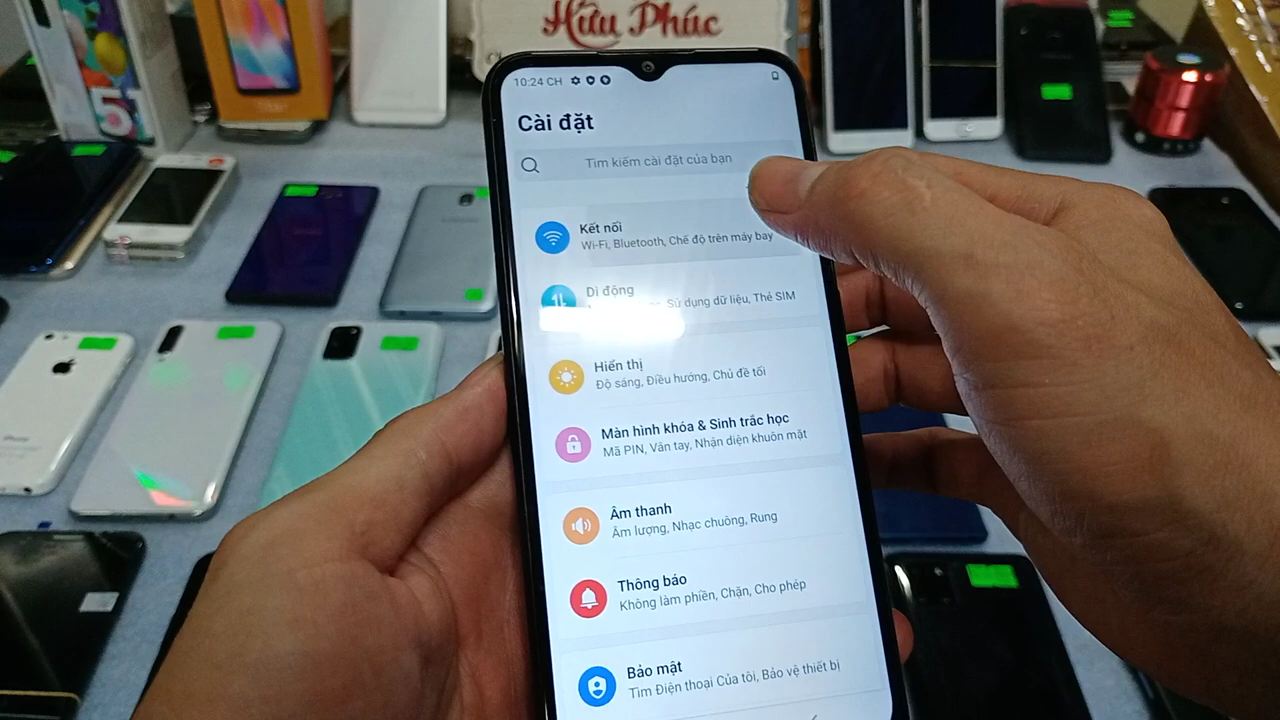 Hữu Phúc
5
10:24 CH
Cài đặt
Tìm kiếm cài đặt của bạn
Kết nối
Wi-Fi, Bluetooth, Chế độ trên máy bay
Di động
Sử dụng dữ liệu, Thẻ SIM
Hiển thị
Độ sáng, Điều hướng, Chủ đề tối
Màn hình khóa & Sinh trắc học
Mã PIN, Vân tay, Nhận diện khuôn mặt
Âm thanh
Âm lượng, Nhạc chuông, Rung
Thông báo
Không làm phiền, Chặn, Cho phép
Bảo mật
Tìm Điện thoại Của tôi, Bảo vệ thiết bị
iPhone